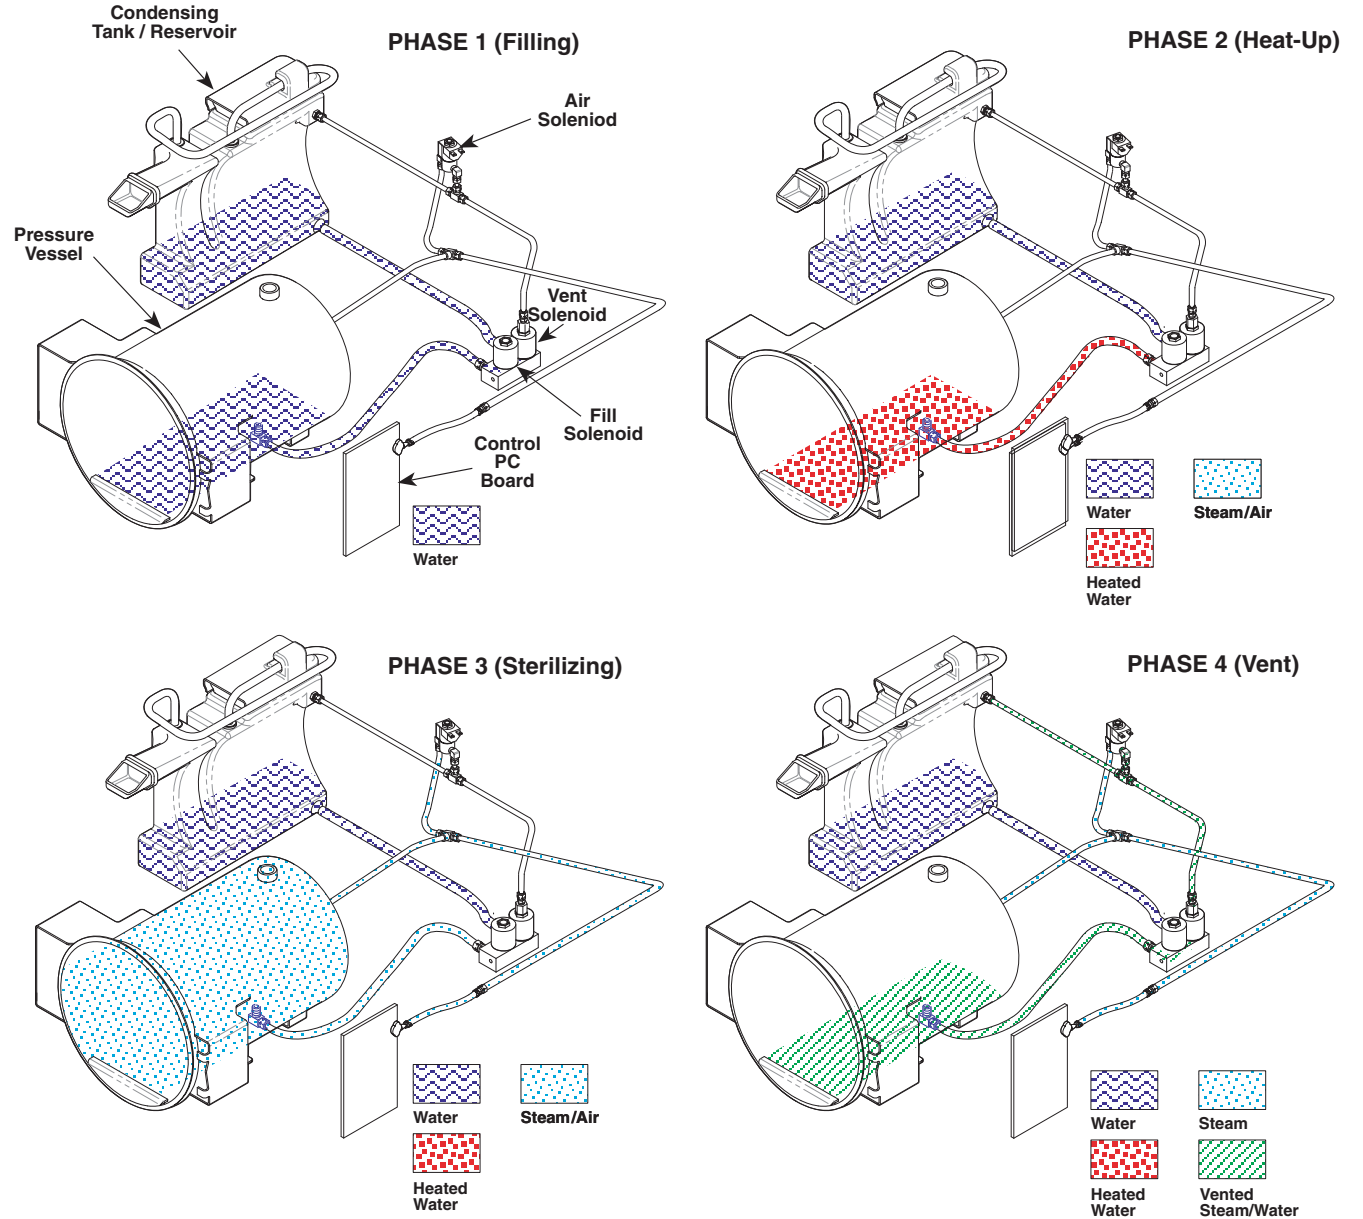 Condensing
Tank / Reservoir
PHASE 1 (Filling)
Air
Soleniod
Pressure
Vessel
Vent
Solenoid
Fill
Solenoid
Control
PC
Board
Water
PHASE 2 (Heat-Up)
Water
Steam/Air
Heated
Water
PHASE 3 (Sterilizing)
Water
Steam/Air
Heated
Water
PHASE 4 (Vent)
Water
Steam
Heated
Water
Vented
Steam/Water